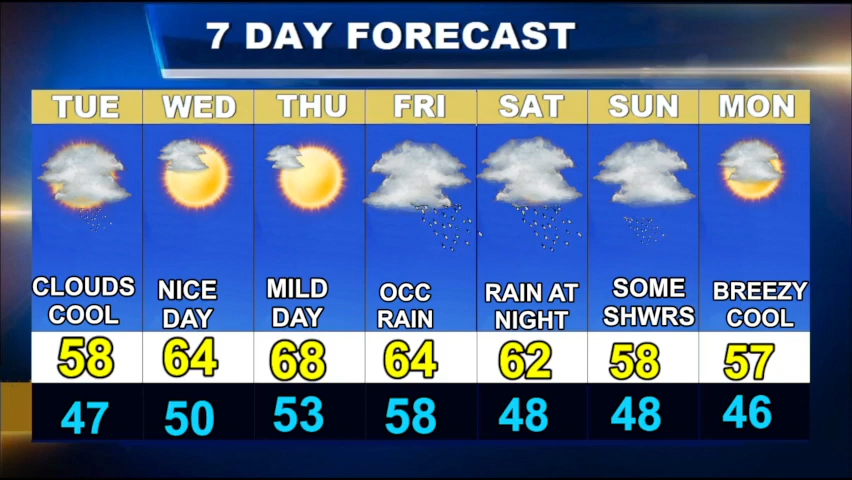 7 DAY FORECAST
TUE WED THU FRI SAT SUN MON
CLOUDS
COOL
NICE
DAY
MILD
DAY
OCC
RAIN
RAIN AT
NIGHT
SOME
SHWRS
BREEZY
COOL
58 64 68 64 62 58 57
47 50 53 58 48 48 46